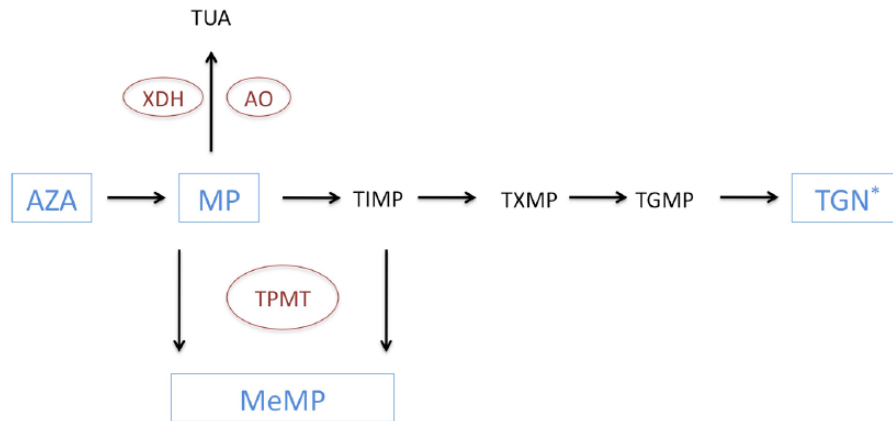 TUA
XDH AO
AZA MP TIMP TXMP TGMP TGN*
TPMT
MeMP